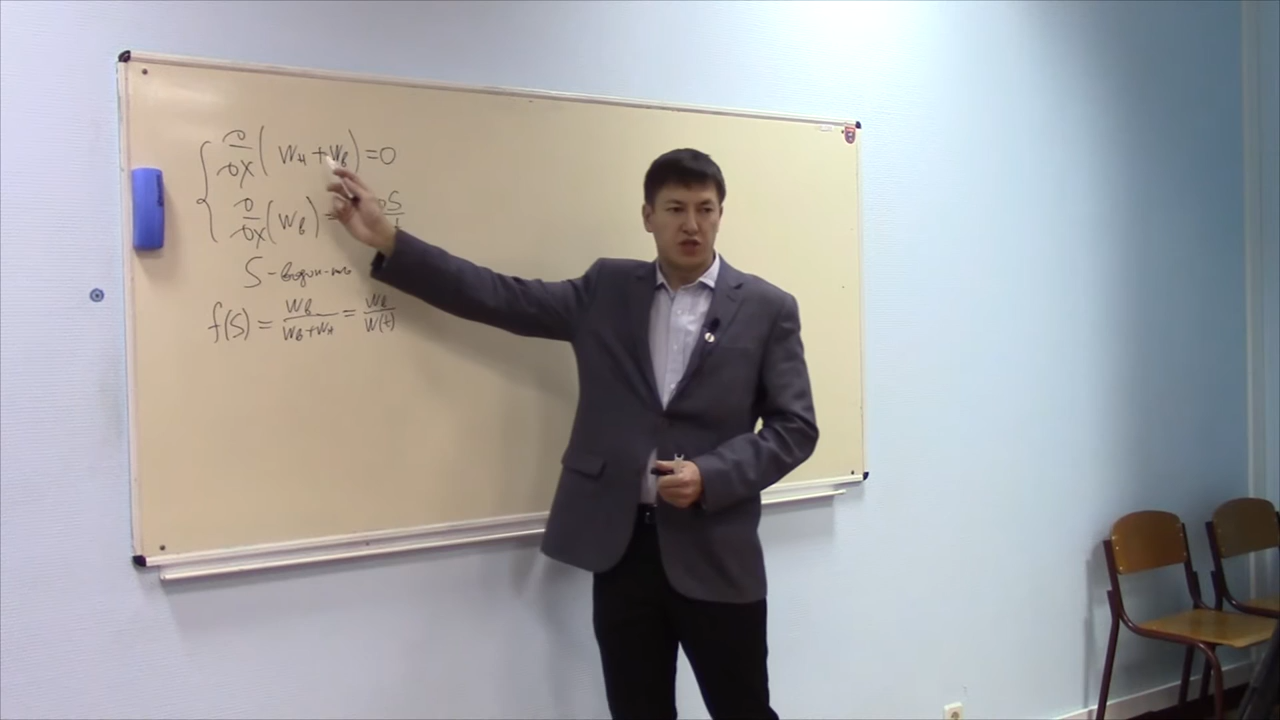 ∂/∂x ( Wн + Wв ) = 0
∂/∂x ( Wв ) = ∂S
S -
f(S) = Wв / Wв + Wн = Wв / W(t)